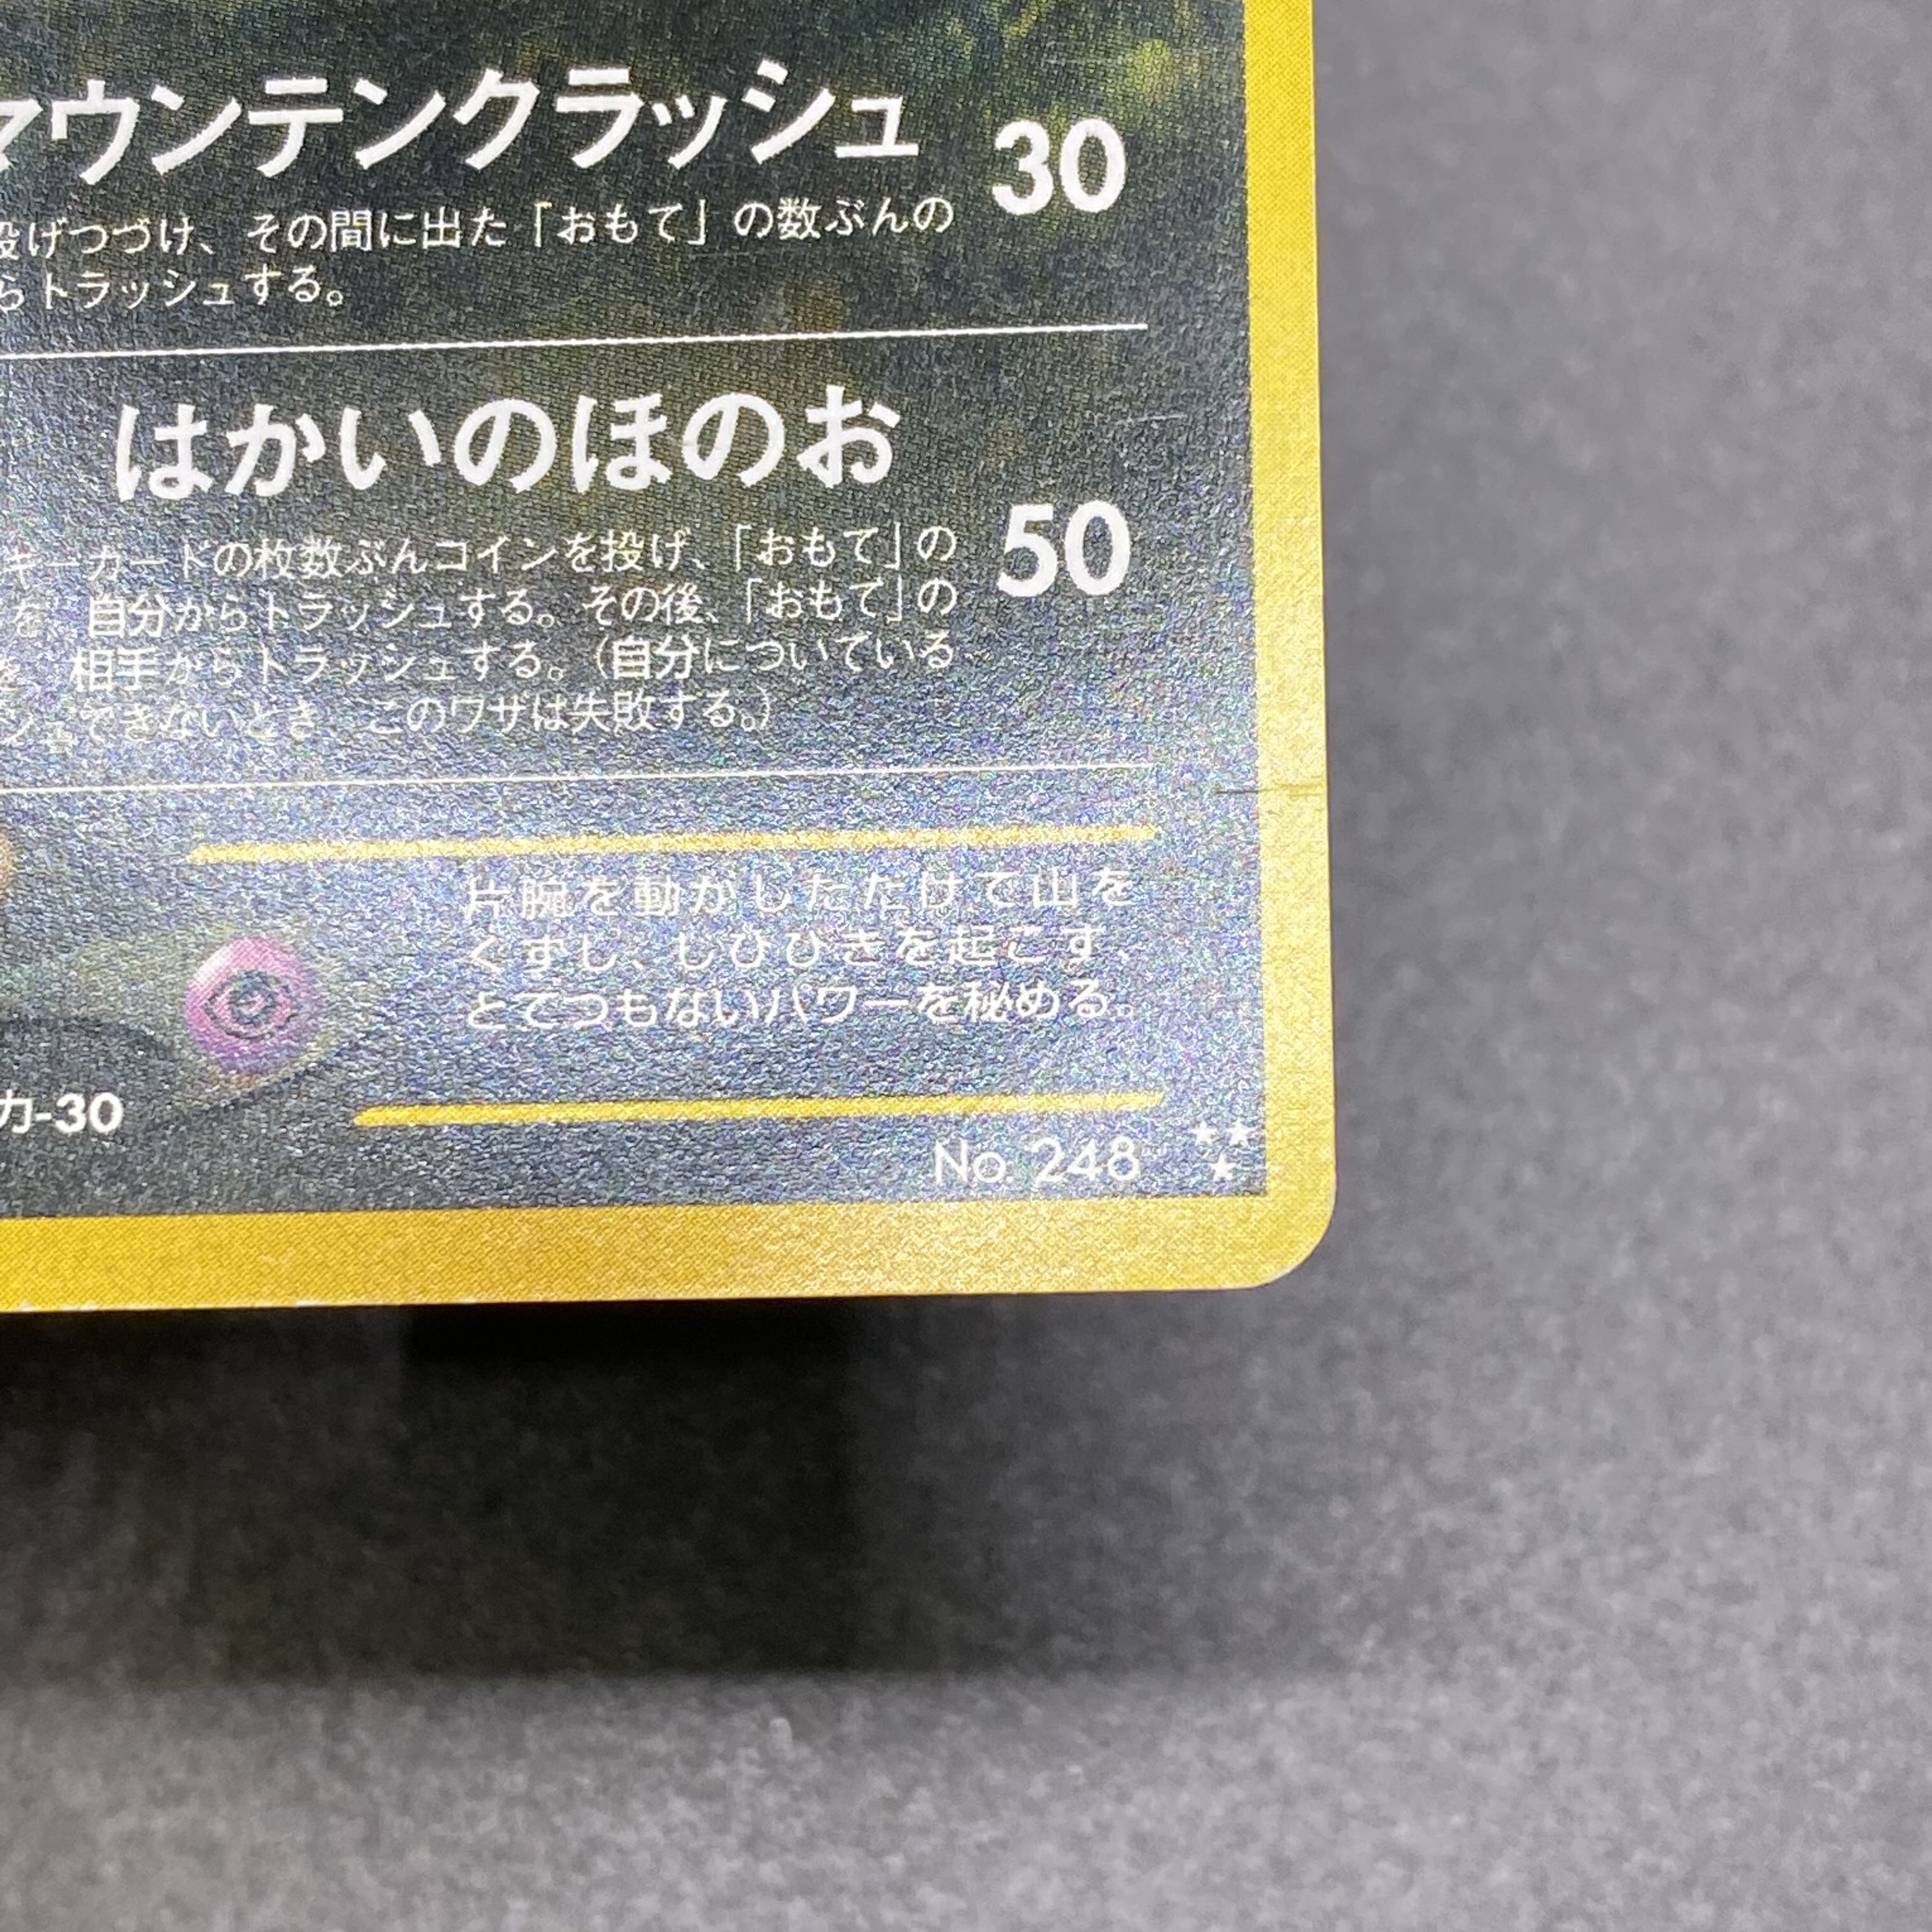 マウンテンクラッシュ 30
投げつづけ、その間に出た「おもて」の数ぶんの
らトラッシュする。
はかいのほのお 50
ギーカードの枚数ぶんコインを投げ、「おもて」の
を、自分からトラッシュする。その後、「おもて」の
を、相手からトラッシュする。(自分についている
シュできないとき、このワザは失敗する。)
片腕を動かしただけで山を
くずし、じひびきを起こす、
とてつもないパワーを秘める。
力-30
No. 248 ★★★